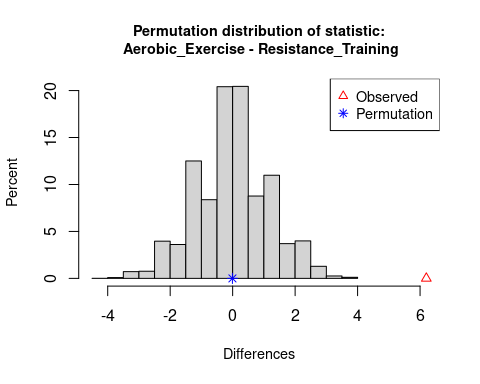 Permutation distribution of statistic:
Aerobic_Exercise - Resistance_Training
Observed
Permutation
Percent
20
15
10
5
0
-4 -2 0 2 4 6
Differences